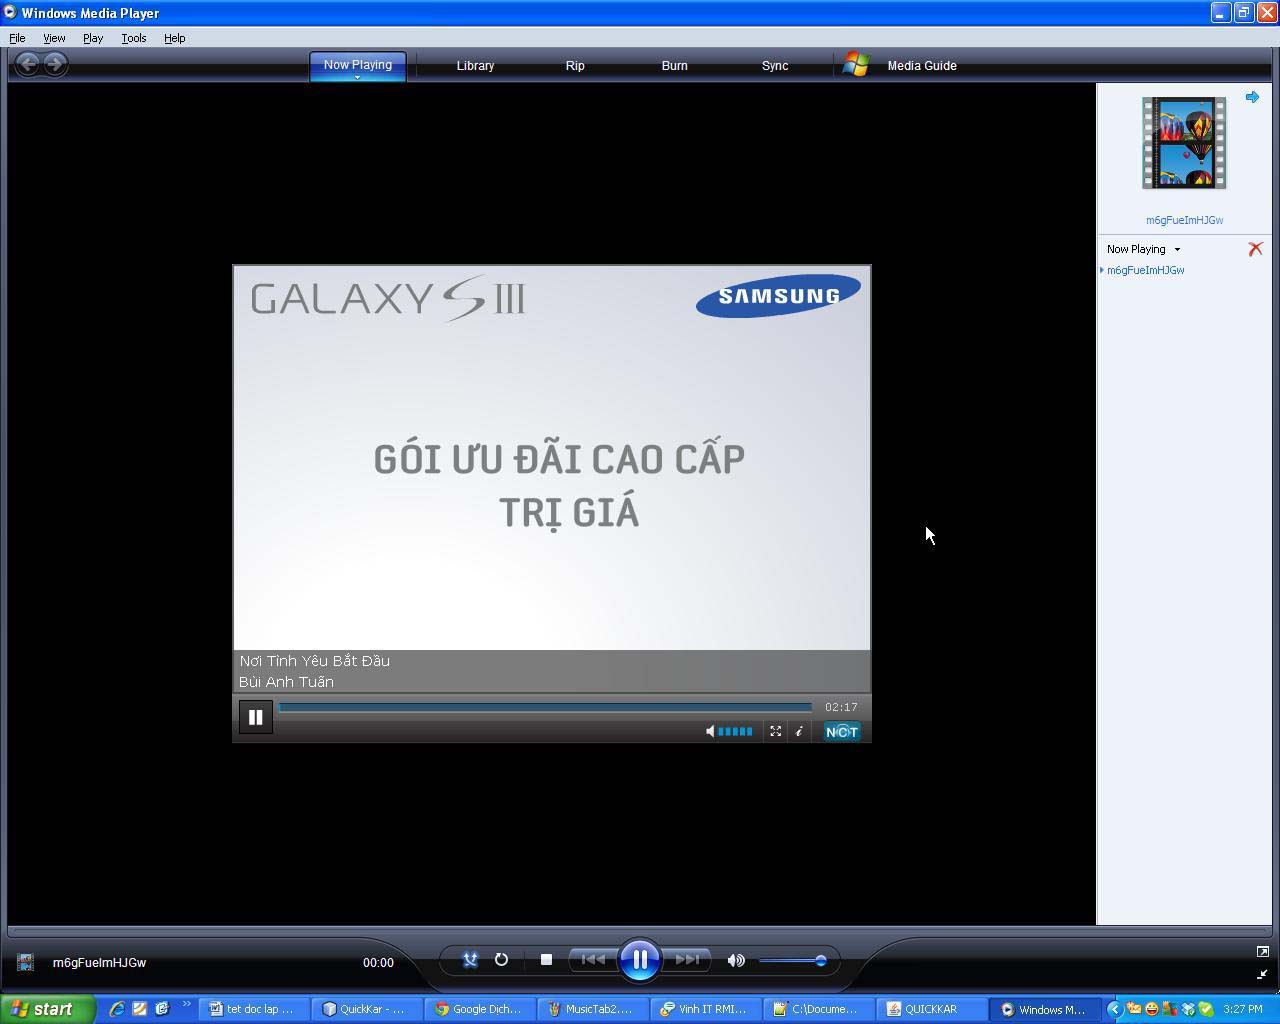 Windows Media Player
File View Play Tools Help
Now Playing Library Rip Burn Sync Media Guide
m6gFueImHJGw
Now Playing
m6gFueImHJGw
GALAXY S III SAMSUNG
GÓI ƯU ĐÃI CAO CẤP
TRỊ GIÁ
Nơi Tình Yêu Bắt Đầu
Bùi Anh Tuấn
02:17
i NCT
m6gFueImHJGw 00:00
start tet doc lap ... QuickKar - ... Google Dịch... MusicTab2.... Vinh IT RMI... C:\Docume... QUICKKAR Windows M... 3:27 PM